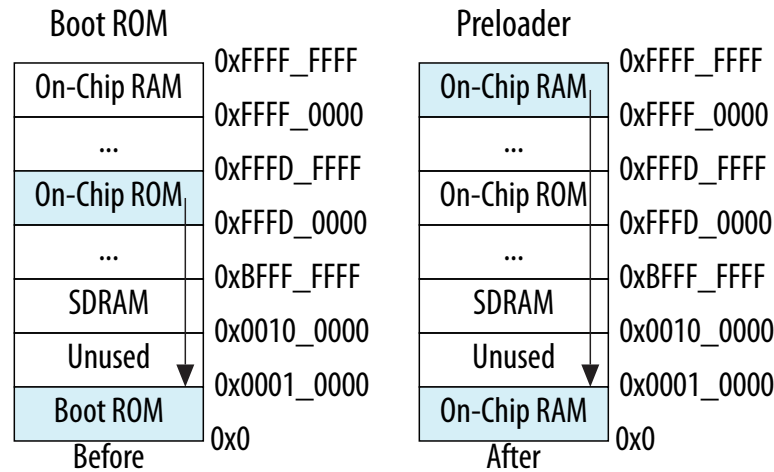 Boot ROM
0xFFFF_FFFF
On-Chip RAM
0xFFFF_0000
...
0xFFFD_FFFF
On-Chip ROM
0xFFFD_0000
...
0xBFFF_FFFF
SDRAM
0x0010_0000
Unused
0x0001_0000
Boot ROM
0x0
Before
Preloader
0xFFFF_FFFF
On-Chip RAM
0xFFFF_0000
...
0xFFFD_FFFF
On-Chip ROM
0xFFFD_0000
...
0xBFFF_FFFF
SDRAM
0x0010_0000
Unused
0x0001_0000
On-Chip RAM
0x0
After